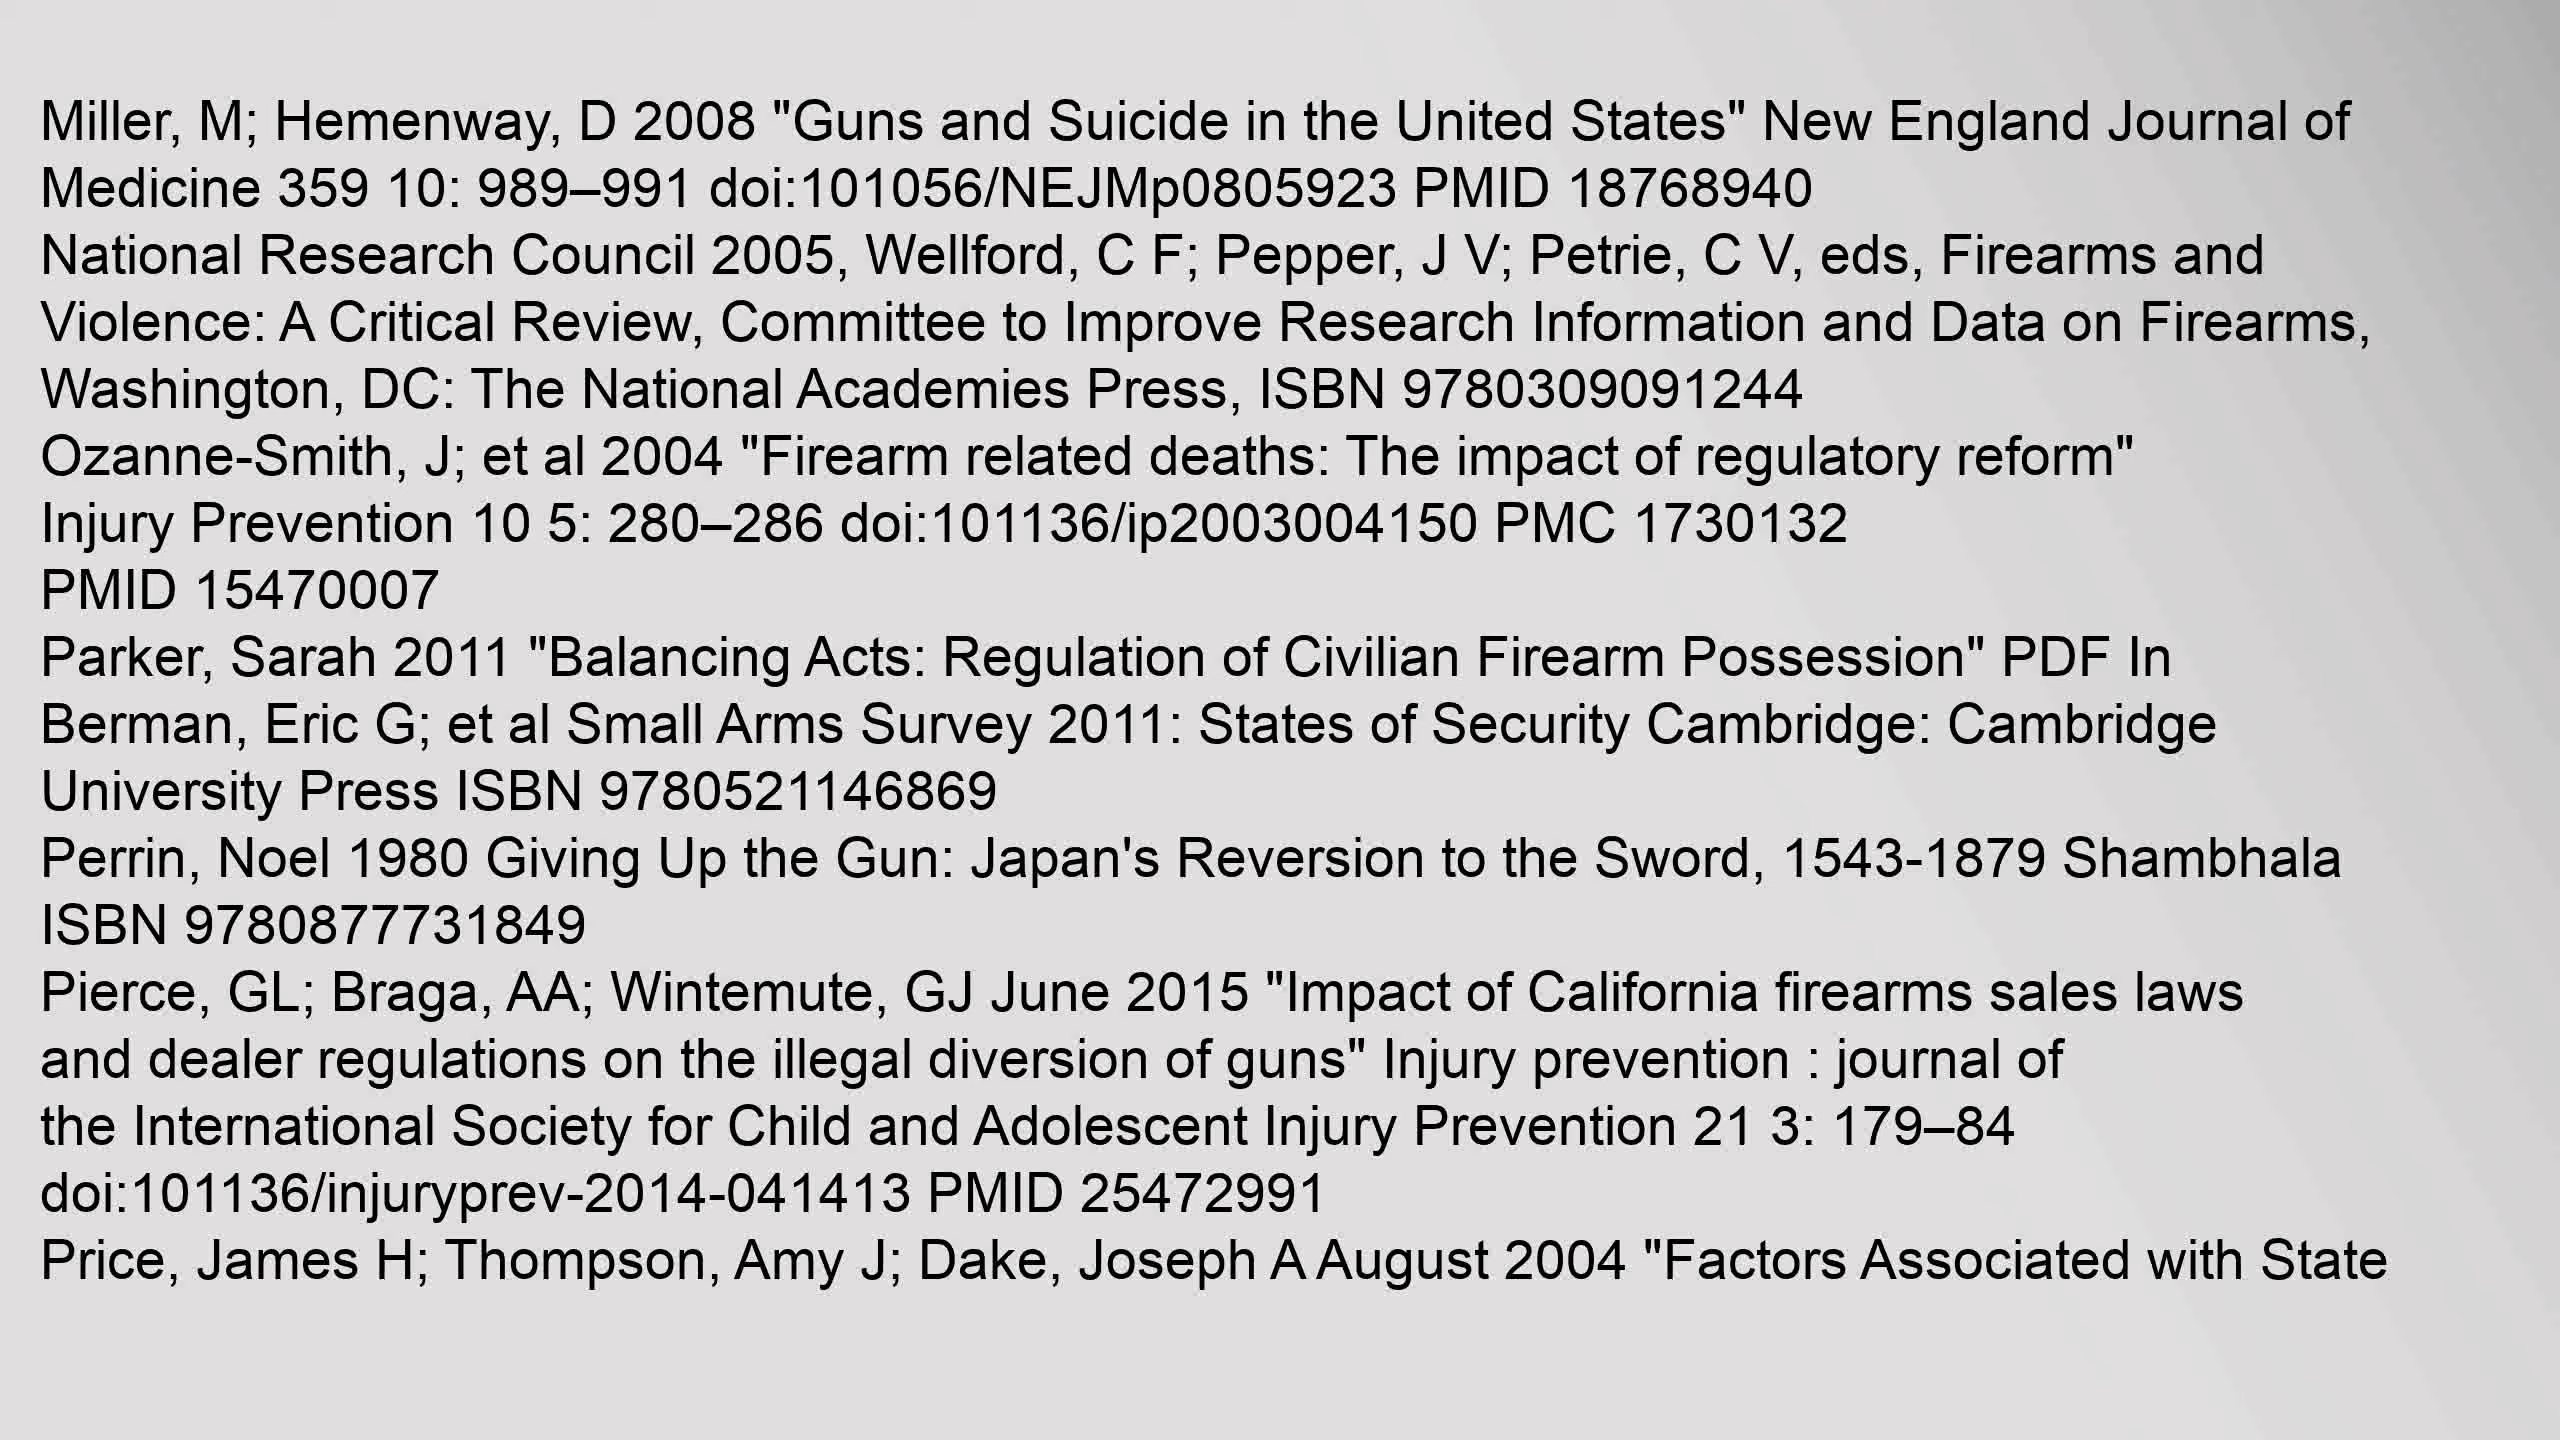 Miller, M; Hemenway, D 2008 "Guns and Suicide in the United States" New England Journal of
Medicine 359 10: 989–991 doi:101056/NEJMp0805923 PMID 18768940
National Research Council 2005, Wellford, C F; Pepper, J V; Petrie, C V, eds, Firearms and
Violence: A Critical Review, Committee to Improve Research Information and Data on Firearms,
Washington, DC: The National Academies Press, ISBN 9780309091244
Ozanne-Smith, J; et al 2004 "Firearm related deaths: The impact of regulatory reform"
Injury Prevention 10 5: 280–286 doi:101136/ip2003004150 PMC 1730132
PMID 15470007
Parker, Sarah 2011 "Balancing Acts: Regulation of Civilian Firearm Possession" PDF In
Berman, Eric G; et al Small Arms Survey 2011: States of Security Cambridge: Cambridge
University Press ISBN 9780521146869
Perrin, Noel 1980 Giving Up the Gun: Japan's Reversion to the Sword, 1543-1879 Shambhala
ISBN 9780877731849
Pierce, GL; Braga, AA; Wintemute, GJ June 2015 "Impact of California firearms sales laws
and dealer regulations on the illegal diversion of guns" Injury prevention : journal of
the International Society for Child and Adolescent Injury Prevention 21 3: 179–84
doi:101136/injuryprev-2014-041413 PMID 25472991
Price, James H; Thompson, Amy J; Dake, Joseph A August 2004 "Factors Associated with State